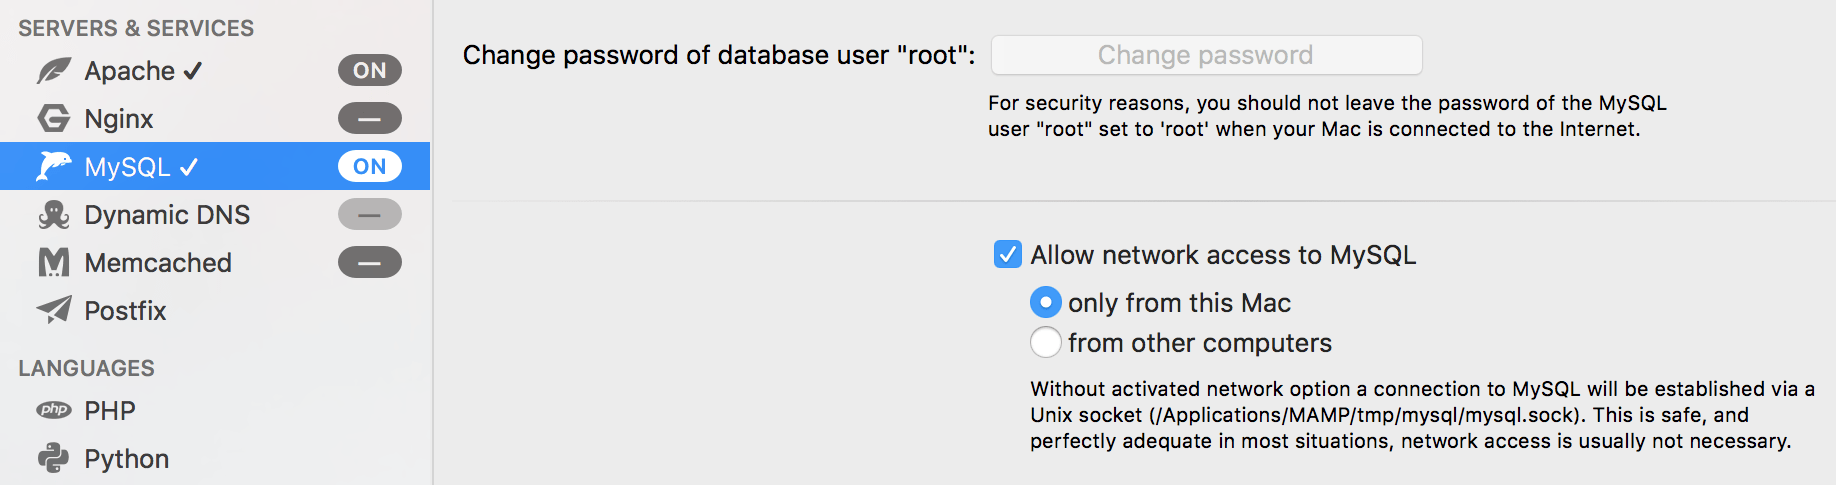 SERVERS & SERVICES
Apache ✓ ON
Nginx —
MySQL ✓ ON
Dynamic DNS —
Memcached —
Postfix
LANGUAGES
php PHP
Python
Change password of database user "root": Change password
For security reasons, you should not leave the password of the MySQL
user "root" set to 'root' when your Mac is connected to the Internet.
Allow network access to MySQL
only from this Mac
from other computers
Without activated network option a connection to MySQL will be established via a
Unix socket (/Applications/MAMP/tmp/mysql/mysql.sock). This is safe, and
perfectly adequate in most situations, network access is usually not necessary.